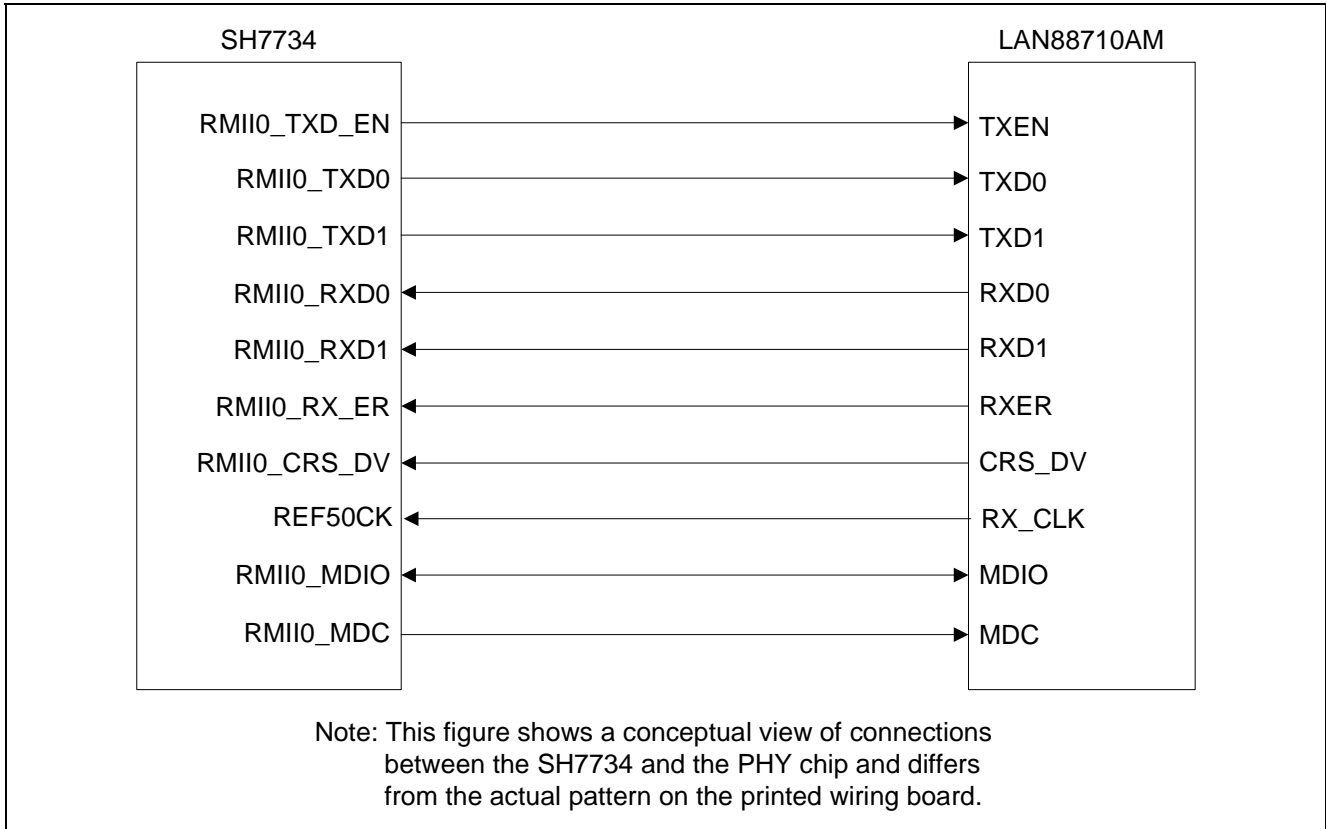 SH7734 LAN88710AM
RMII0_TXD_EN TXEN
RMII0_TXD0 TXD0
RMII0_TXD1 TXD1
RMII0_RXD0 RXD0
RMII0_RXD1 RXD1
RMII0_RX_ER RXER
RMII0_CRS_DV CRS_DV
REF50CK RX_CLK
RMII0_MDIO MDIO
RMII0_MDC MDC
Note: This figure shows a conceptual view of connections
between the SH7734 and the PHY chip and differs
from the actual pattern on the printed wiring board.